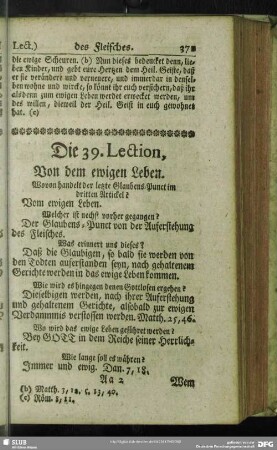 Lect.) des Fleisches. 371
die ewige Scheuren. (b) Nun dieses bedencket denn, lie-
ben Kinder, und gebt eure Hertzen dem Heil. Geiste, daß
er sie verändere und verneuere, und immerdar in densel-
ben wohne und wircke, so könnt ihr euch versichern, daß ihr
alsdenn zum ewigen Leben werdet erwecket werden, um
des willen, dieweil der Heil. Geist in euch gewohnet
hat. (c)
Die 39. Lection,
Von dem ewigen Leben.
Wovon handelt der letzte Glaubens-Punct im
dritten Artickel?
Vom ewigen Leben.
Welcher ist nechst vorher gegangen?
Der Glaubens-Punct von der Auferstehung
des Fleisches.
Was erinnert uns dieses?
Daß die Glaubigen, so bald sie werden von
den Todten auferstanden seyn, nach gehaltenem
Gerichte werden in das ewige Leben kommen.
Wie wird es hingegen denen Gottlosen ergehen?
Dieselbigen werden, nach ihrer Auferstehung
und gehaltenem Gerichte, alsobald zur ewigen
Verdammniß verstossen werden. Matth. 25, 46.
Wo wird das ewige Leben geführet werden?
Bey GOTT in dem Reiche seiner Herrlich-
keit.
Wie lange soll es währen?
Immer und ewig. Dan. 7, 18.
Aa 2 Wem
(b) Matth. 3, 12. c. 13, 40.
(c) Röm. 8, 11.
SLUB
DFG